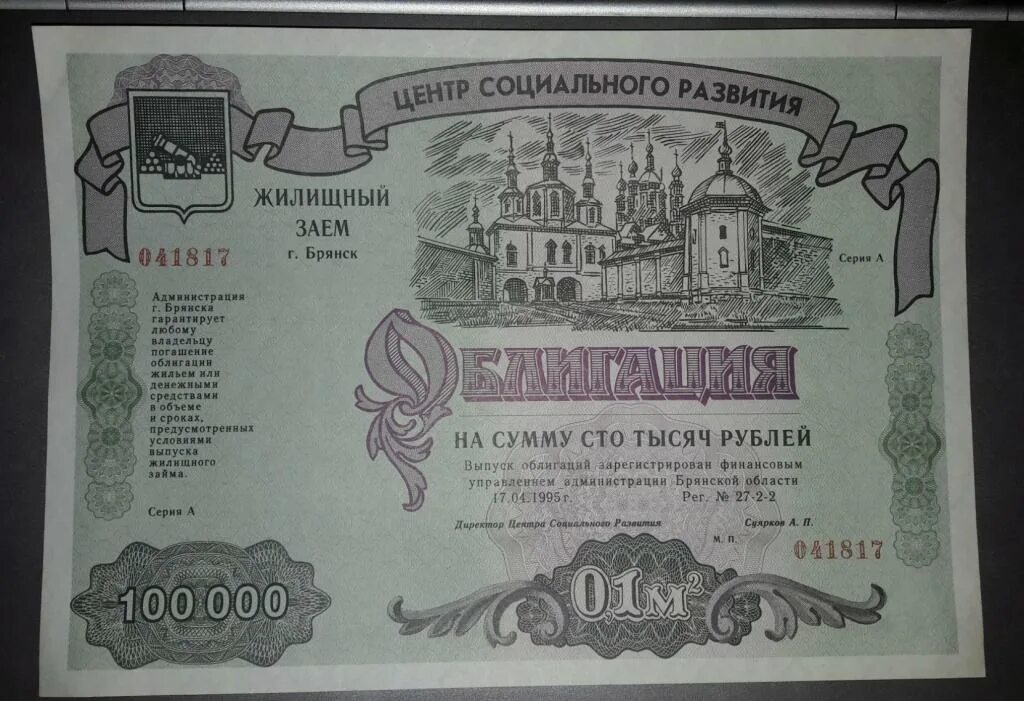 ЦЕНТР СОЦИАЛЬНОГО РАЗВИТИЯ
ЖИЛИЩНЫЙ
ЗАЕМ
г. Брянск
041817
Серия А
Администрация
г. Брянска
гарантирует
любому
владельцу
погашение
облигации
жильем или
денежными
средствами
в объеме
и сроках,
предусмотренных
условиями
выпуска
жилищного
займа.
Серия А
ОБЛИГАЦИЯ
НА СУММУ СТО ТЫСЯЧ РУБЛЕЙ
Выпуск облигаций зарегистрирован финансовым
управлением администрации Брянской области
17.04.1995 г. Рег. № 27-2-2
Директор Центра Социального Развития Суярков А. П.
М. П.
041817
100 000
0,1 м²